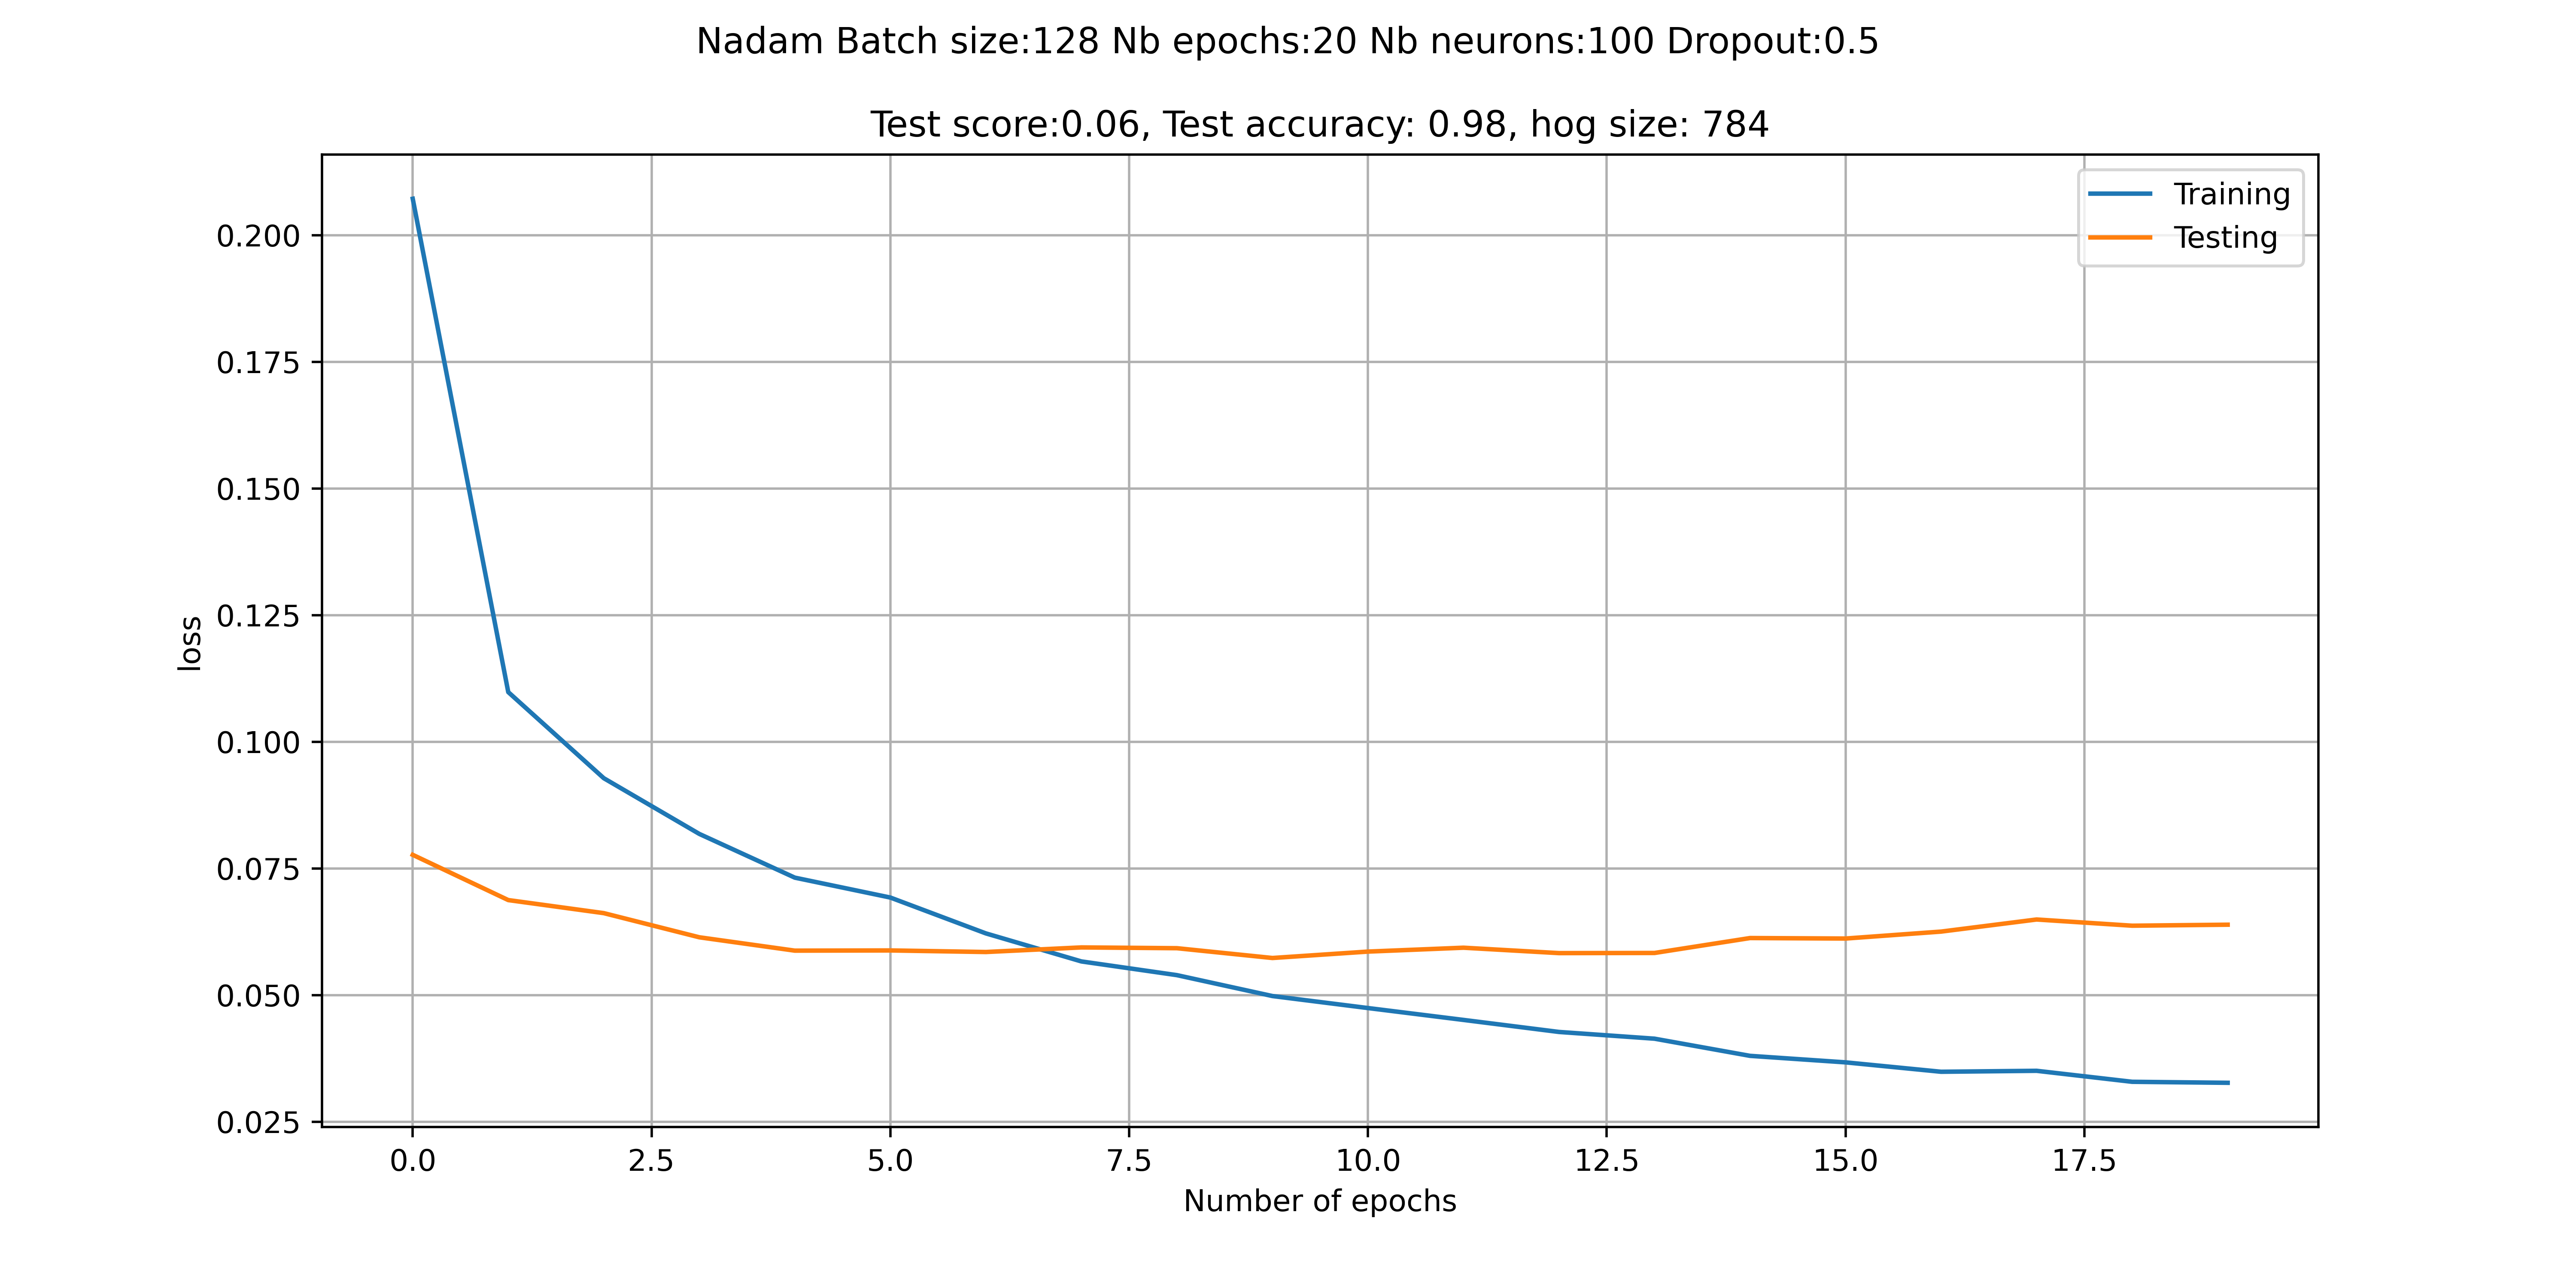 Nadam Batch size:128 Nb epochs:20 Nb neurons:100 Dropout:0.5
Test score:0.06, Test accuracy: 0.98, hog size: 784
Training
Testing
0.200
0.175
0.150
0.125
0.100
0.075
0.050
0.025
loss
0.0 2.5 5.0 7.5 10.0 12.5 15.0 17.5
Number of epochs